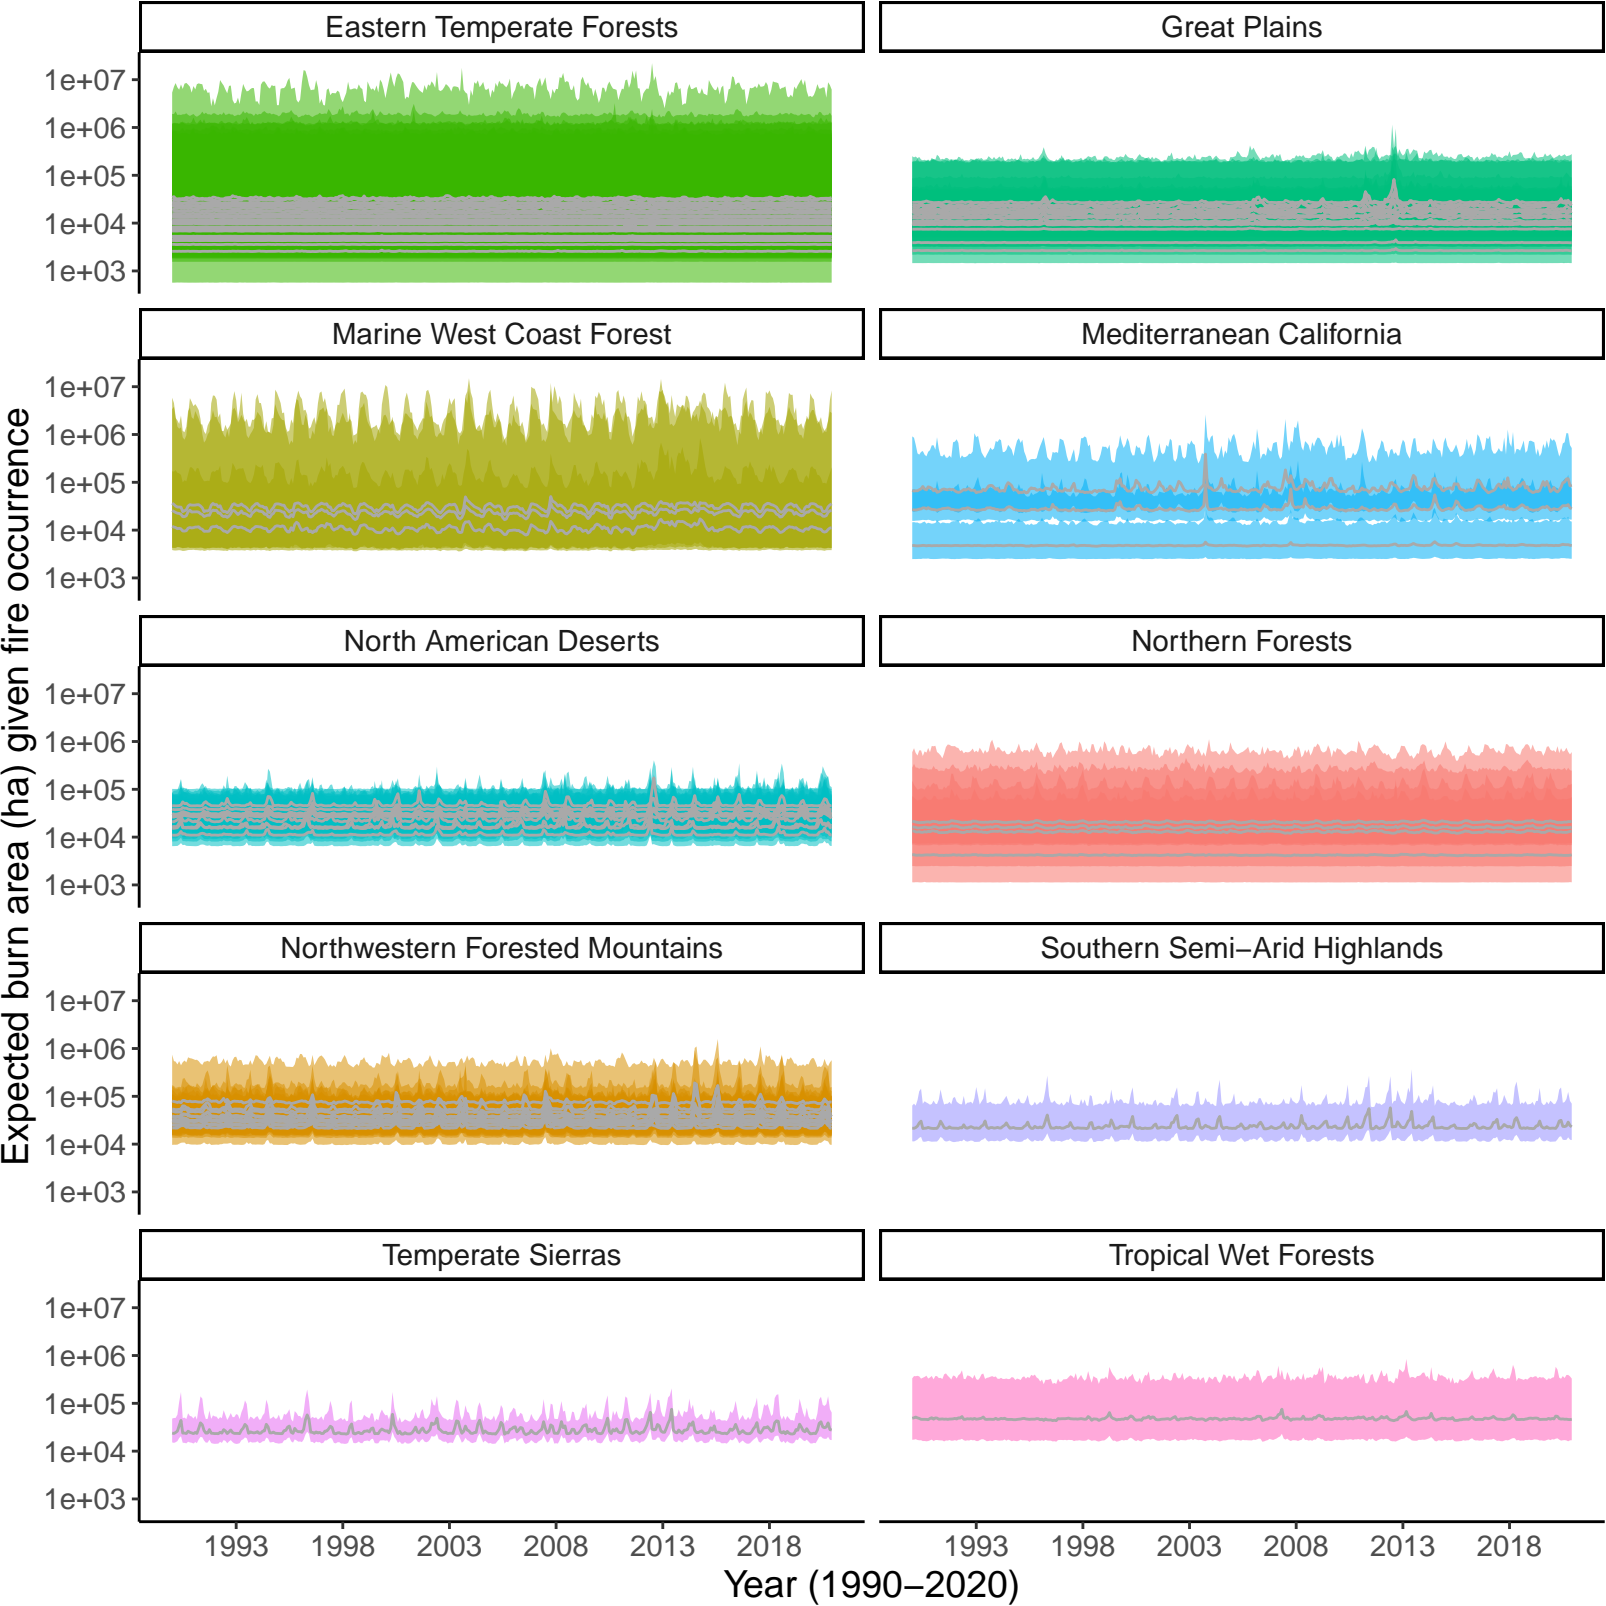 Eastern Temperate Forests
Great Plains
1e+07
1e+06
1e+05
1e+04
1e+03
Marine West Coast Forest
Mediterranean California
1e+07
1e+06
1e+05
1e+04
1e+03
North American Deserts
Northern Forests
1e+07
1e+06
1e+05
1e+04
1e+03
Northwestern Forested Mountains
Southern Semi−Arid Highlands
1e+07
1e+06
1e+05
1e+04
1e+03
Temperate Sierras
Tropical Wet Forests
1e+07
1e+06
1e+05
1e+04
1e+03
1993 1998 2003 2008 2013 2018
1993 1998 2003 2008 2013 2018
Year (1990−2020)
Expected burn area (ha) given fire occurrence